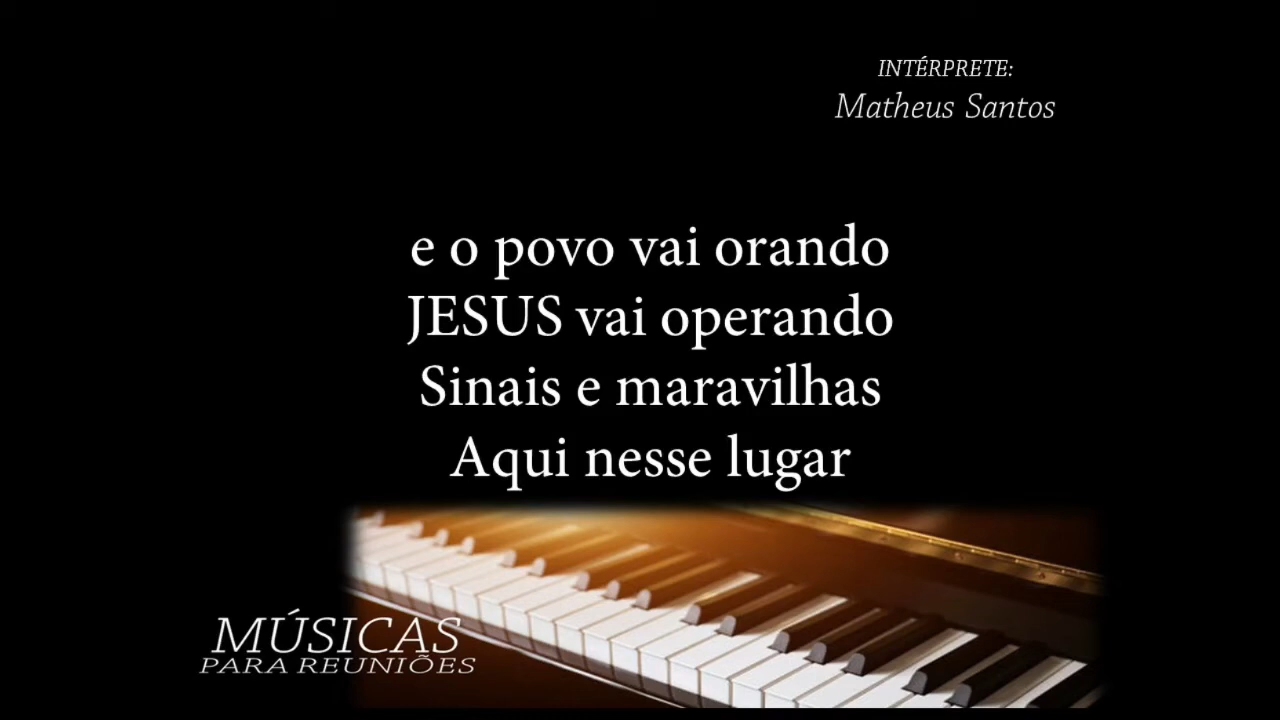 INTÉRPRETE:
Matheus Santos
e o povo vai orando
JESUS vai operando
Sinais e maravilhas
Aqui nesse lugar
MÚSICAS
PARA REUNIÕES